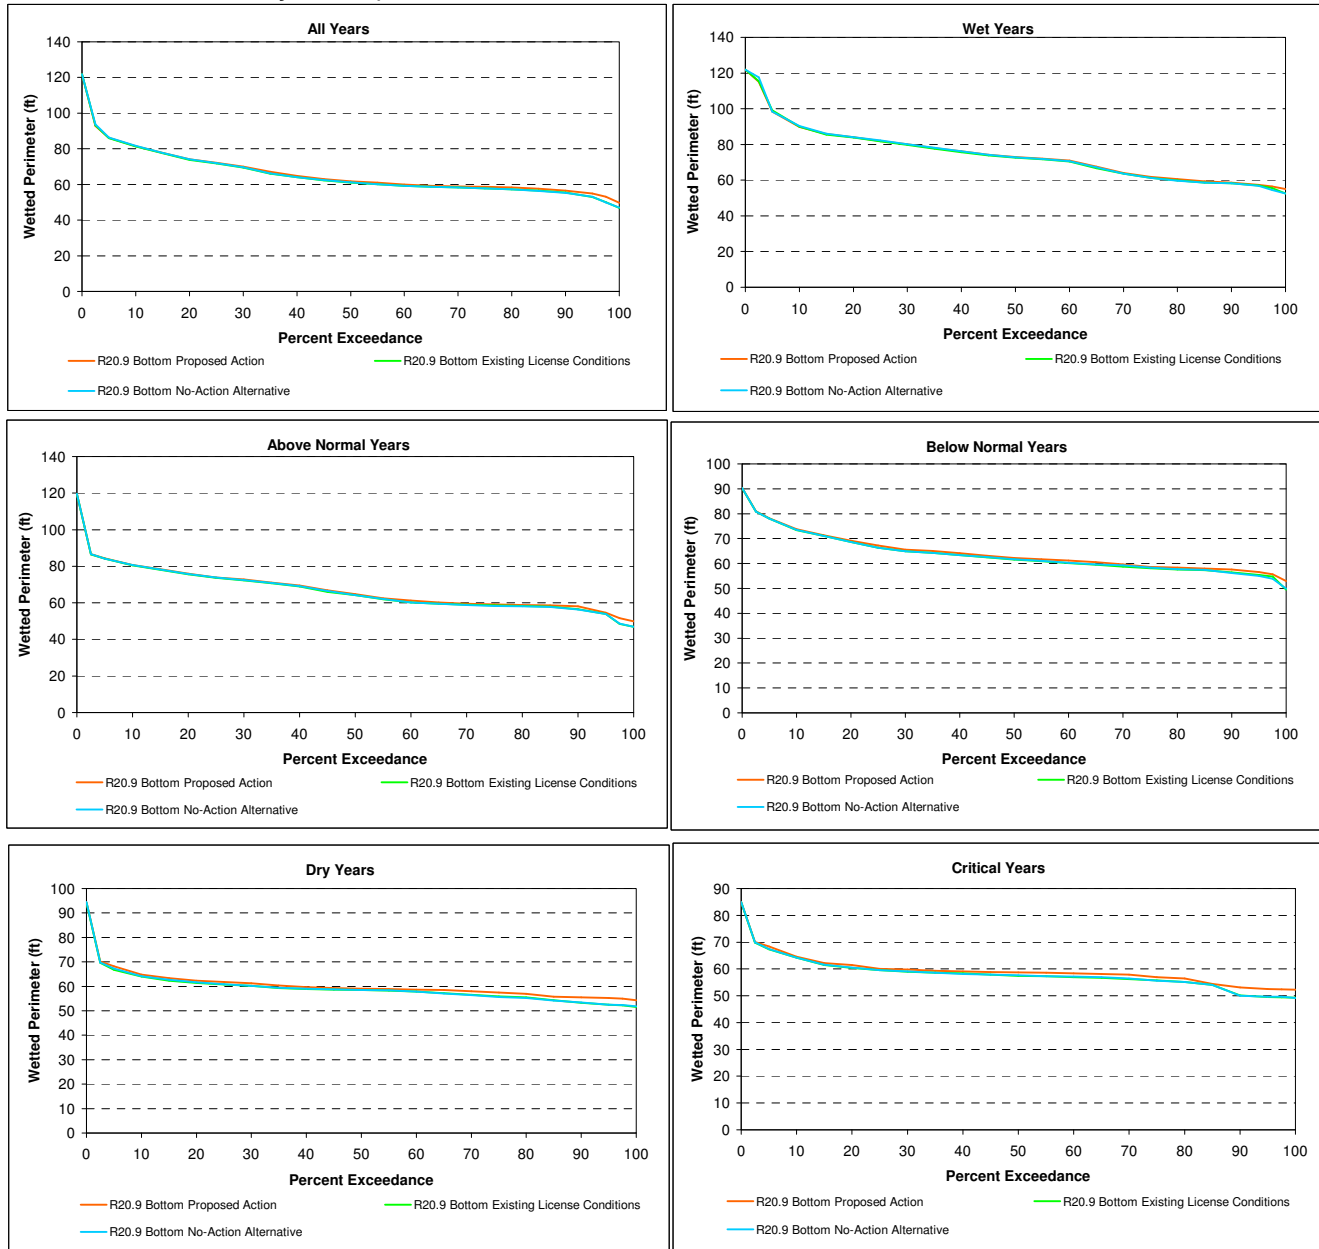 All Years
Wetted Perimeter (ft)
140
120
100
80
60
40
20
0
0 10 20 30 40 50 60 70 80 90 100
Percent Exceedance
R20.9 Bottom Proposed Action
R20.9 Bottom Existing License Conditions
R20.9 Bottom No-Action Alternative
Wet Years
Wetted Perimeter (ft)
140
120
100
80
60
40
20
0
0 10 20 30 40 50 60 70 80 90 100
Percent Exceedance
R20.9 Bottom Proposed Action
R20.9 Bottom Existing License Conditions
R20.9 Bottom No-Action Alternative
Above Normal Years
Wetted Perimeter (ft)
140
120
100
80
60
40
20
0
0 10 20 30 40 50 60 70 80 90 100
Percent Exceedance
R20.9 Bottom Proposed Action
R20.9 Bottom Existing License Conditions
R20.9 Bottom No-Action Alternative
Below Normal Years
Wetted Perimeter (ft)
100
90
80
70
60
50
40
30
20
10
0
0 10 20 30 40 50 60 70 80 90 100
Percent Exceedance
R20.9 Bottom Proposed Action
R20.9 Bottom Existing License Conditions
R20.9 Bottom No-Action Alternative
Dry Years
Wetted Perimeter (ft)
100
90
80
70
60
50
40
30
20
10
0
0 10 20 30 40 50 60 70 80 90 100
Percent Exceedance
R20.9 Bottom Proposed Action
R20.9 Bottom Existing License Conditions
R20.9 Bottom No-Action Alternative
Critical Years
Wetted Perimeter (ft)
90
80
70
60
50
40
30
20
10
0
0 10 20 30 40 50 60 70 80 90 100
Percent Exceedance
R20.9 Bottom Proposed Action
R20.9 Bottom Existing License Conditions
R20.9 Bottom No-Action Alternative